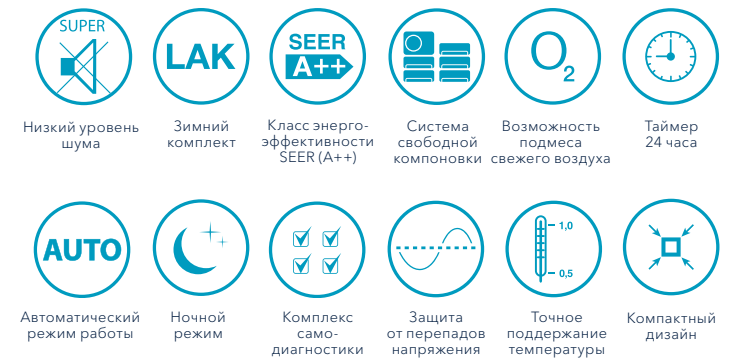 SUPER
Низкий уровень
шума
LAK
Зимний
комплект
SEER
A++
Класс энерго-
эффективности
SEER (A++)
Система
свободной
компоновки
O2
Возможность
подмеса
свежего воздуха
Таймер
24 часа
AUTO
Автоматический
режим работы
Ночной
режим
Комплекс
само-
диагностики
Защита
от перепадов
напряжения
1,0
0,5
Точное
поддержание
температуры
Компактный
дизайн